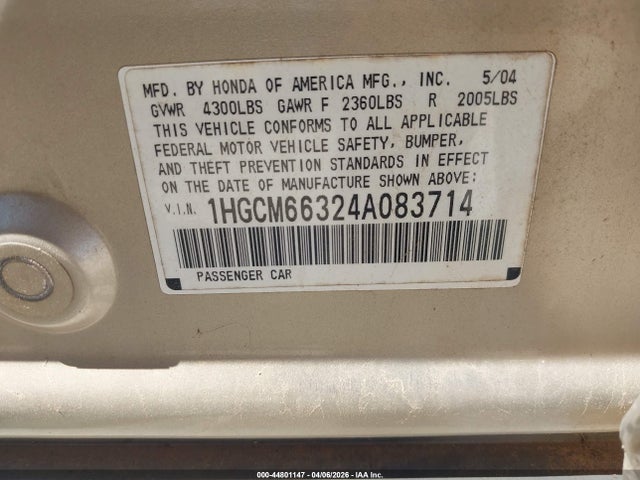 MFD. BY HONDA OF AMERICA MFG., INC. 5/04
GVWR 4300LBS GAWR F 2360LBS R 2005LBS
THIS VEHICLE CONFORMS TO ALL APPLICABLE
FEDERAL MOTOR VEHICLE SAFETY, BUMPER,
AND THEFT PREVENTION STANDARDS IN EFFECT
ON THE DATE OF MANUFACTURE SHOWN ABOVE:
V.I.N. 1HGCM66324A083714
PASSENGER CAR
000-44801147 - 04/06/2026 - IAA Inc.